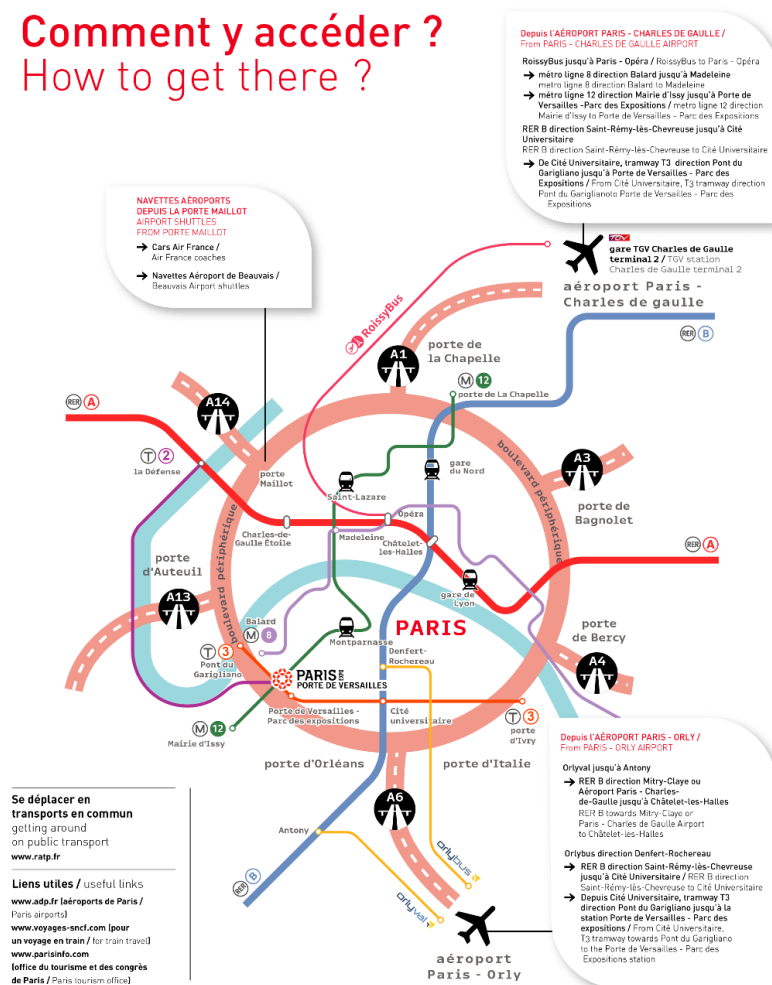 Comment y accéder ?
How to get there ?
Depuis l'AÉROPORT PARIS - CHARLES DE GAULLE /
From PARIS - CHARLES DE GAULLE AIRPORT
RoissyBus jusqu'à Paris - Opéra / RoissyBus to Paris - Opéra
→ métro ligne 8 direction Balard jusqu'à Madeleine
metro ligne 8 direction Balard to Madeleine
→ métro ligne 12 direction Mairie d'Issy jusqu'à Porte de
Versailles -Parc des Expositions / metro ligne 12 direction
Mairie d'Issy to Porte de Versailles - Parc des Expositions
RER B direction Saint-Rémy-lès-Chevreuse jusqu'à Cité
Universitaire
RER B direction Saint-Rémy-lès-Chevreuse to Cité Universitaire
→ De Cité Universitaire, tramway T3 direction Pont du
Garigliano jusqu'à Porte de Versailles - Parc des
Expositions / From Cité Universitaire, T3 tramway direction
Pont du Gariglianoto Porte de Versailles - Parc des
Expositions
NAVETTES AÉROPORTS
DEPUIS LA PORTE MAILLOT
AIRPORT SHUTTLES
FROM PORTE MAILLOT
→ Cars Air France /
Air France coaches
→ Navettes Aéroport de Beauvais /
Beauvais Airport shuttles
TGV
gare TGV Charles de Gaulle
terminal 2 / TGV station
Charles de Gaulle terminal 2
aéroport Paris -
Charles de gaulle
RER B
RoissyBus
A1
porte de
la Chapelle
M 12
porte de La Chapelle
RER A
A14
T 2
la Défense
porte
Maillot
gare
du Nord
boulevard périphérique
A3
porte de
Bagnolet
Saint-Lazare
Opéra
Charles-de-
Gaulle Étoile
Madeleine
Châtelet-
les-Halles
RER A
boulevard périphérique
porte
d'Auteuil
A13
gare de
Lyon
Balard
M 8
Montparnasse
PARIS
Denfert-
Rochereau
porte
de Bercy
A4
T 3
Pont du
Garigliano
PARIS EXPO
PORTE DE VERSAILLES
Porte de Versailles -
Parc des expositions
Cité
universitaire
T 3
porte
d'Ivry
M 12
Mairie d'Issy
porte d'Orléans
porte d'Italie
A6
Antony
orlybus
orlyval
RER B
aéroport
Paris - Orly
Depuis l'AÉROPORT PARIS - ORLY /
From PARIS - ORLY AIRPORT
Orlyval jusqu'à Antony
→ RER B direction Mitry-Claye ou
Aéroport Paris - Charles-
de-Gaulle jusqu'à Châtelet-les-Halles
RER B towards Mitry-Claye or
Paris - Charles de Gaulle Airport
to Châtelet-les-Halles
Orlybus direction Denfert-Rochereau
→ RER B direction Saint-Rémy-lès-Chevreuse
jusqu'à Cité Universitaire / RER B direction
Saint-Rémy-lès-Chevreuse to Cité Universitaire
→ Depuis Cité Universitaire, tramway T3
direction Pont du Garigliano jusqu'à la
station Porte de Versailles - Parc des
expositions / From Cité Universitaire,
T3 tramway towards Pont du Garigliano
to the Porte de Versailles - Parc des
Expositions station
Se déplacer en
transports en commun
getting around
on public transport
www.ratp.fr
Liens utiles / useful links
www.adp.fr (aéroports de Paris /
Paris airports)
www.voyages-sncf.com (pour
un voyage en train / for train travel)
www.parisinfo.com
(office du tourisme et des congrès
de Paris / Paris tourism office)